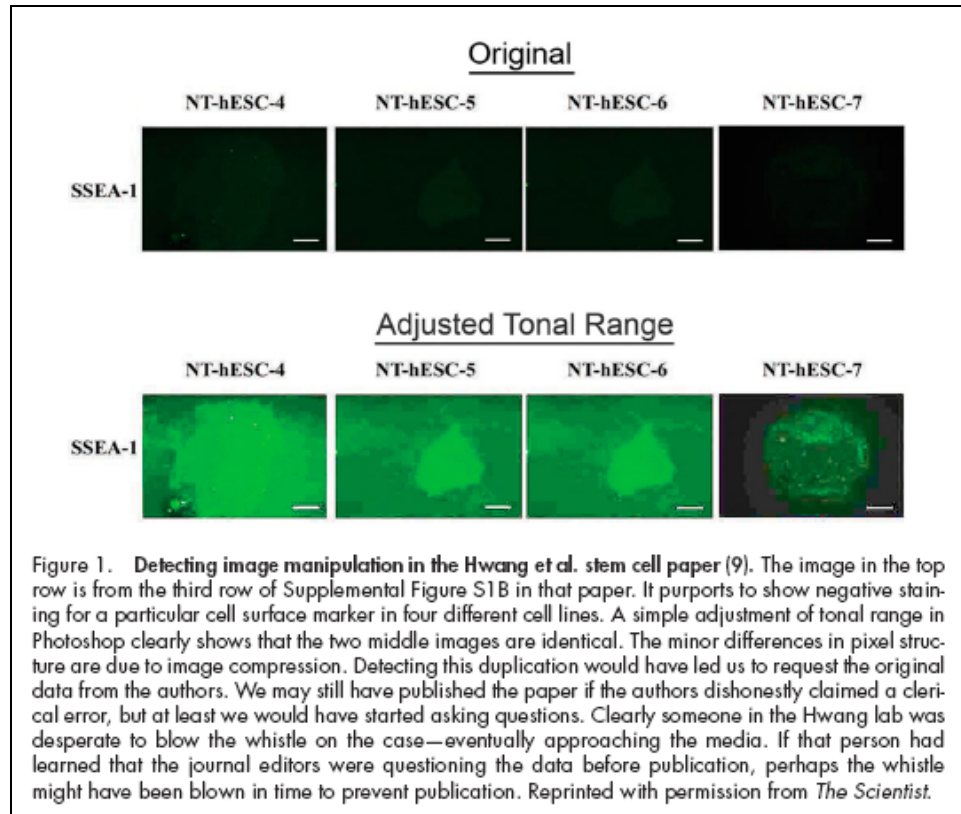 Original
NT-hESC-4 NT-hESC-5 NT-hESC-6 NT-hESC-7
SSEA-1
Adjusted Tonal Range
NT-hESC-4 NT-hESC-5 NT-hESC-6 NT-hESC-7
SSEA-1
Figure 1. Detecting image manipulation in the Hwang et al. stem cell paper (9). The image in the top
row is from the third row of Supplemental Figure S1B in that paper. It purports to show negative stain-
ing for a particular cell surface marker in four different cell lines. A simple adjustment of tonal range in
Photoshop clearly shows that the two middle images are identical. The minor differences in pixel struc-
ture are due to image compression. Detecting this duplication would have led us to request the original
data from the authors. We may still have published the paper if the authors dishonestly claimed a cleri-
cal error, but at least we would have started asking questions. Clearly someone in the Hwang lab was
desperate to blow the whistle on the case—eventually approaching the media. If that person had
learned that the journal editors were questioning the data before publication, perhaps the whistle
might have been blown in time to prevent publication. Reprinted with permission from The Scientist.